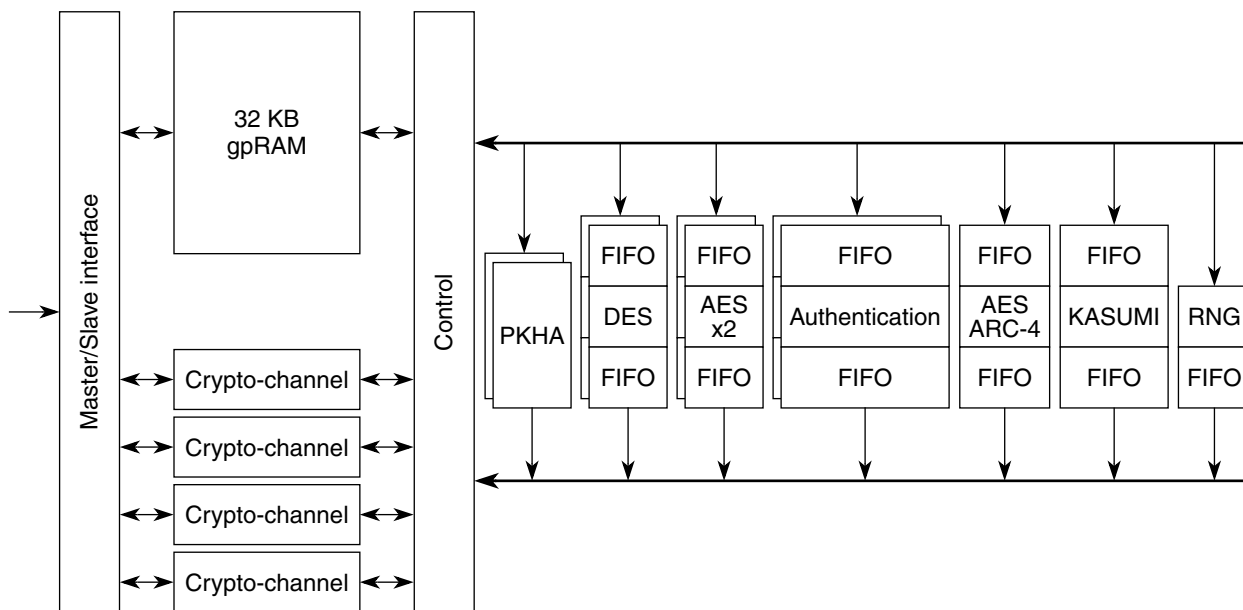 Master/Slave interface
32 KB
gpRAM
Crypto-channel
Crypto-channel
Crypto-channel
Crypto-channel
Control
PKHA
FIFO
DES
FIFO
FIFO
AES
x2
FIFO
FIFO
Authentication
FIFO
FIFO
AES
ARC-4
FIFO
FIFO
KASUMI
FIFO
RNG
FIFO